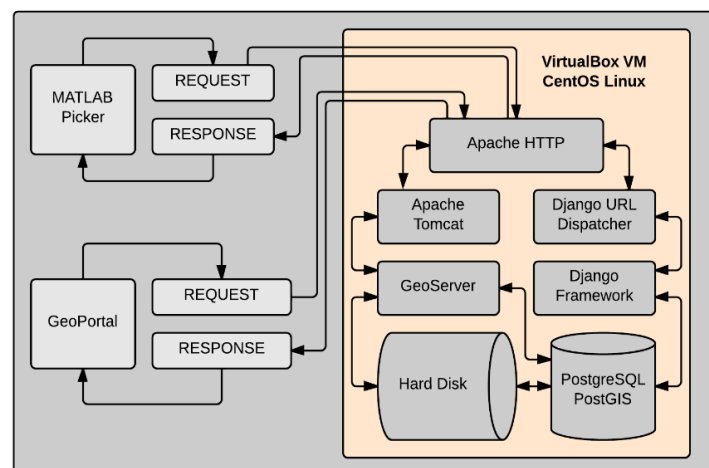 VirtualBox VM
CentOS Linux
MATLAB
Picker
REQUEST
RESPONSE
Apache HTTP
Apache
Tomcat
Django URL
Dispatcher
GeoPortal
REQUEST
RESPONSE
GeoServer
Django
Framework
Hard Disk
PostgreSQL
PostGIS